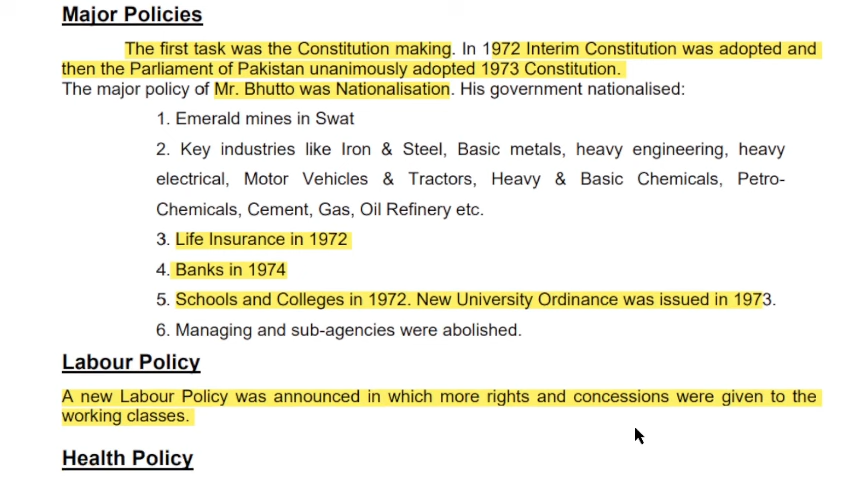 Major Policies
The first task was the Constitution making. In 1972 Interim Constitution was adopted and
then the Parliament of Pakistan unanimously adopted 1973 Constitution.
The major policy of Mr. Bhutto was Nationalisation. His government nationalised:
1. Emerald mines in Swat
2. Key industries like Iron & Steel, Basic metals, heavy engineering, heavy
electrical, Motor Vehicles & Tractors, Heavy & Basic Chemicals, Petro-
Chemicals, Cement, Gas, Oil Refinery etc.
3. Life Insurance in 1972
4. Banks in 1974
5. Schools and Colleges in 1972. New University Ordinance was issued in 1973.
6. Managing and sub-agencies were abolished.
Labour Policy
A new Labour Policy was announced in which more rights and concessions were given to the
working classes.
Health Policy